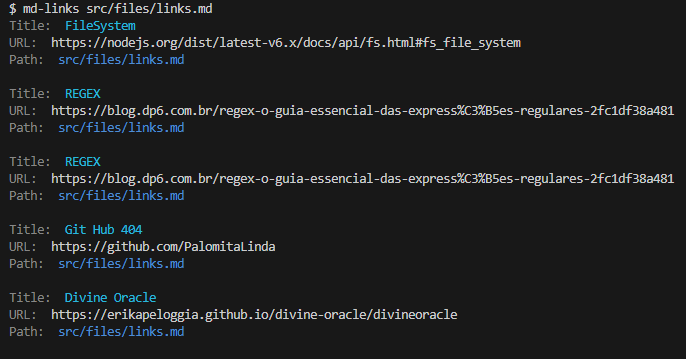 $ md-links src/files/links.md
Title: FileSystem
URL: https://nodejs.org/dist/latest-v6.x/docs/api/fs.html#fs_file_system
Path: src/files/links.md
Title: REGEX
URL: https://blog.dp6.com.br/regex-o-guia-essencial-das-express%C3%B5es-regulares-2fc1df38a481
Path: src/files/links.md
Title: REGEX
URL: https://blog.dp6.com.br/regex-o-guia-essencial-das-express%C3%B5es-regulares-2fc1df38a481
Path: src/files/links.md
Title: Git Hub 404
URL: https://github.com/PalomitaLinda
Path: src/files/links.md
Title: Divine Oracle
URL: https://erikapeloggia.github.io/divine-oracle/divineoracle
Path: src/files/links.md